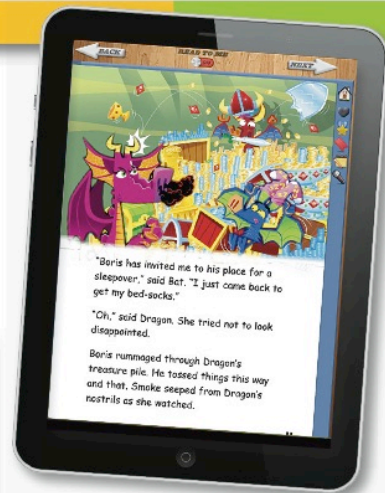 BACK
READ TO ME
NEXT
"Boris has invited me to his place for a
sleepover," said Bat. "I just came back to
get my bed-socks."
"Oh," said Dragon. She tried not to look
disappointed.
Boris rummaged through Dragon's
treasure pile. He tossed things this way
and that. Smoke seeped from Dragon's
nostrils as she watched.